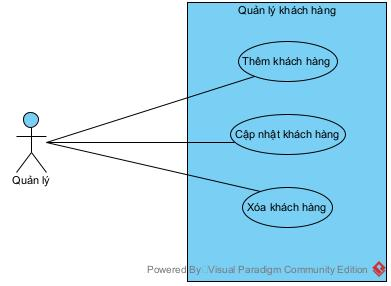 Quản lý khách hàng
Thêm khách hàng
Cập nhật khách hàng
Quản lý
Xóa khách hàng
Powered By Visual Paradigm Community Edition